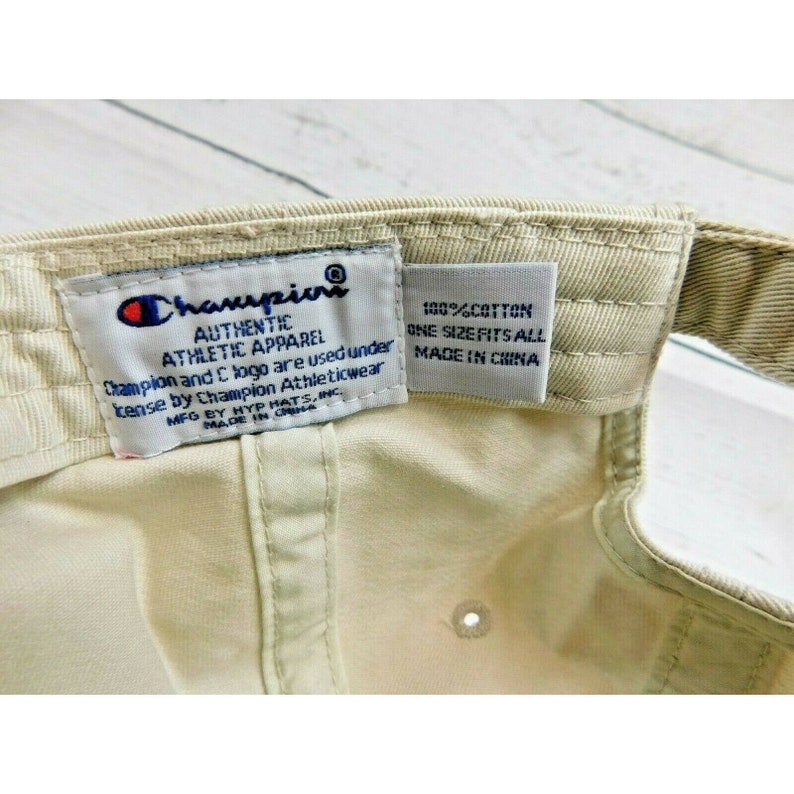 Champion®
AUTHENTIC
ATHLETIC APPAREL
Champion and C logo are used under
license by Champion Athleticwear
MFG BY HYP HATS, INC.
MADE IN CHINA
100% COTTON
ONE SIZE FITS ALL
MADE IN CHINA